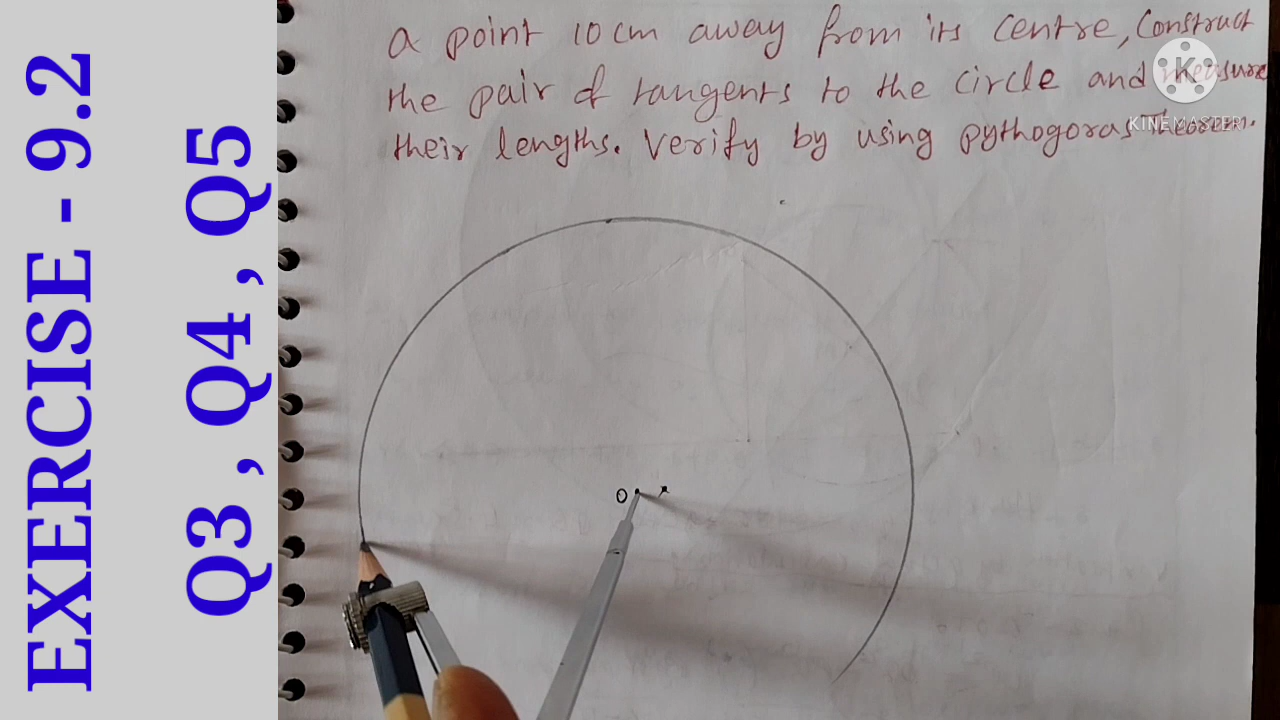 EXERCISE - 9.2
Q3 , Q4 , Q5
a point 10 cm away from its centre, Construct
the pair of tangents to the circle and measure
their lengths. Verify by using pythogoras theorem.
K
KINEMASTER
O